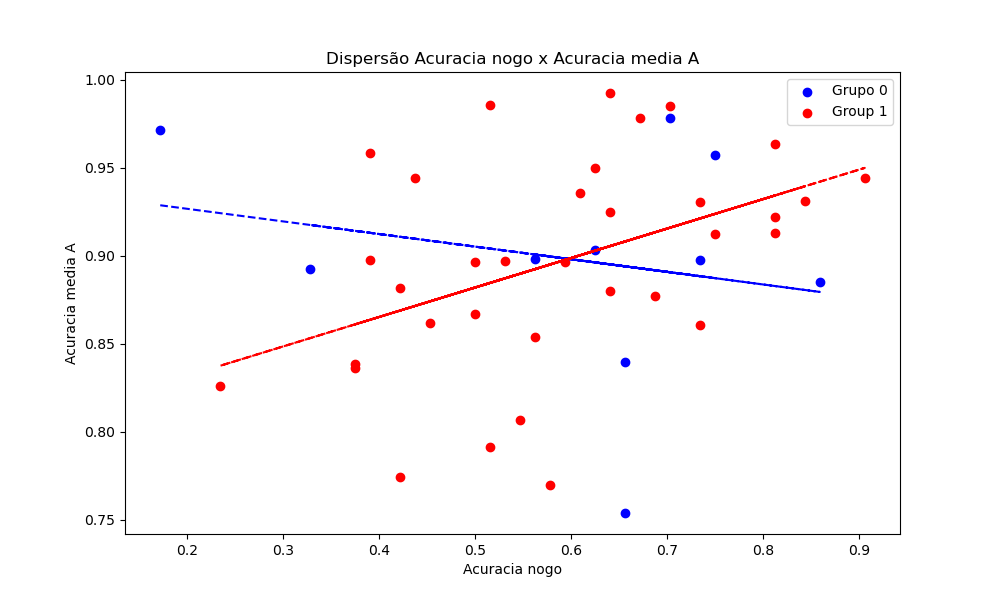 Dispersão Acuracia nogo x Acuracia media A
Grupo 0
Group 1
1.00
0.95
0.90
0.85
0.80
0.75
Acuracia media A
0.2 0.3 0.4 0.5 0.6 0.7 0.8 0.9
Acuracia nogo